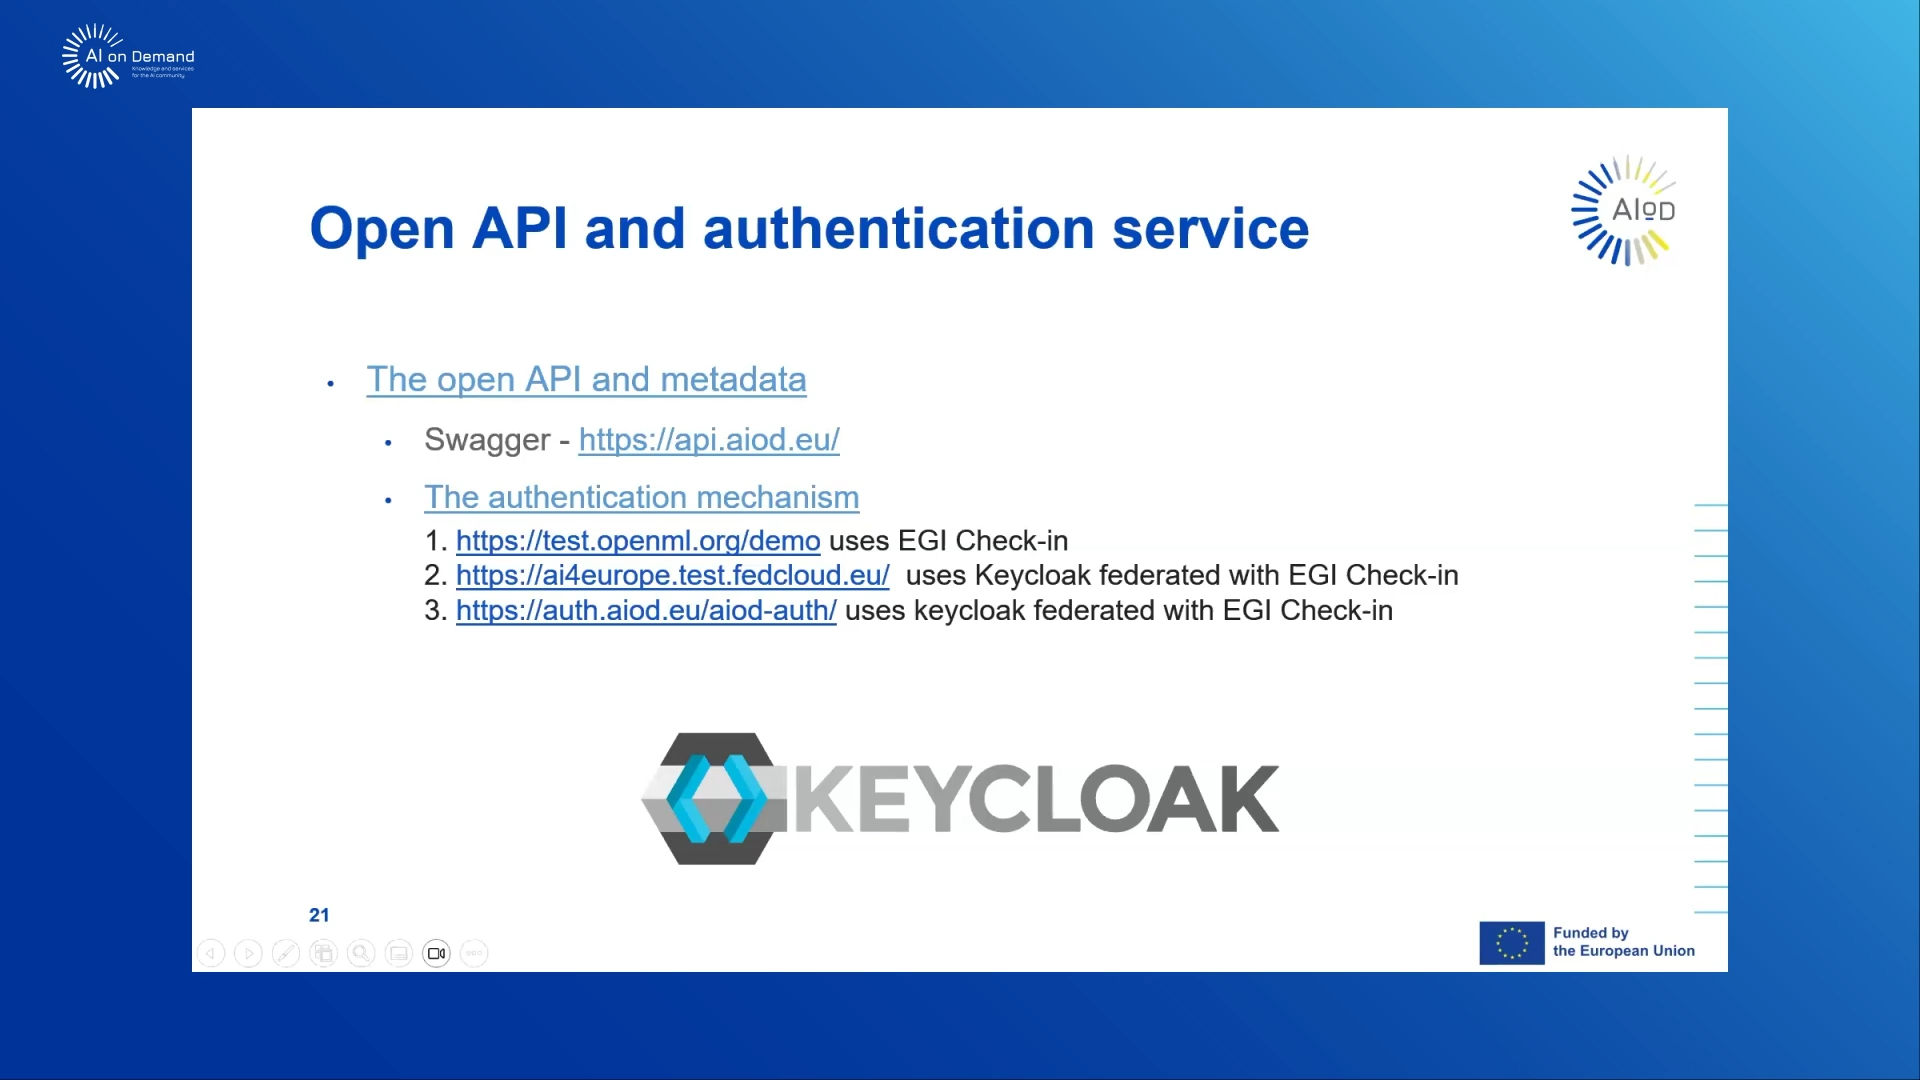 AI on Demand
Knowledge and services
for the AI community
Open API and authentication service
AIoD
• The open API and metadata
• Swagger - https://api.aiod.eu/
• The authentication mechanism
1. https://test.openml.org/demo uses EGI Check-in
2. https://ai4europe.test.fedcloud.eu/ uses Keycloak federated with EGI Check-in
3. https://auth.aiod.eu/aiod-auth/ uses keycloak federated with EGI Check-in
KEYCLOAK
21
Funded by
the European Union